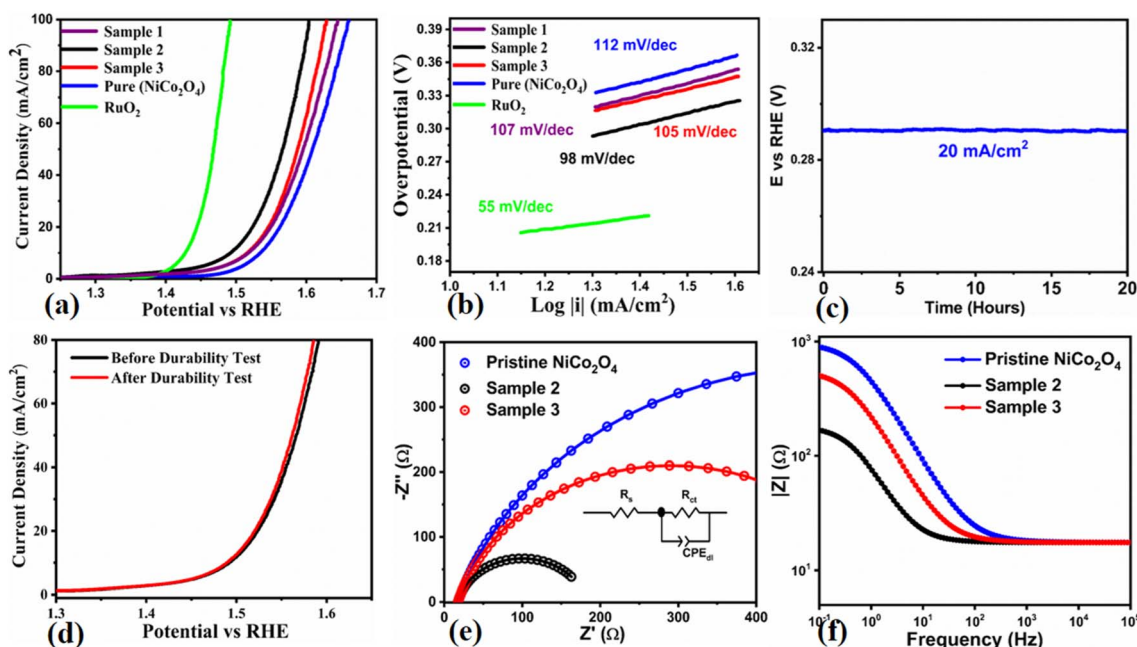 100
80
60
40
20
0
Current Density (mA/cm²)
Sample 1
Sample 2
Sample 3
Pure (NiCo₂O₄)
RuO₂
1.3 1.4 1.5 1.6 1.7
(a)
Potential vs RHE
0.42
0.39
0.36
0.33
0.30
0.27
0.24
0.21
0.18
Overpotential (V)
Sample 1
Sample 2
Sample 3
Pure (NiCo₂O₄)
RuO₂
112 mV/dec
107 mV/dec
105 mV/dec
98 mV/dec
55 mV/dec
1.0 1.1 1.2 1.3 1.4 1.5 1.6
(b)
Log |i| (mA/cm²)
0.32
0.28
0.24
E vs RHE (V)
20 mA/cm²
0 5 10 15 20
(c)
Time (Hours)
80
60
40
20
0
Current Density (mA/cm²)
Before Durability Test
After Durability Test
1.3 1.4 1.5 1.6
(d)
Potential vs RHE
-400
-300
-200
-100
0
-Z'' (Ω)
Pristine NiCo₂O₄
Sample 2
Sample 3
Rs
Rct
CPEdl
0 100 200 300 400
(e)
Z' (Ω)
10³
10²
10¹
|Z| (Ω)
Pristine NiCo₂O₄
Sample 2
Sample 3
10⁻¹ 10⁰ 10¹ 10² 10³ 10⁴ 10⁵
(f)
Frequency (Hz)